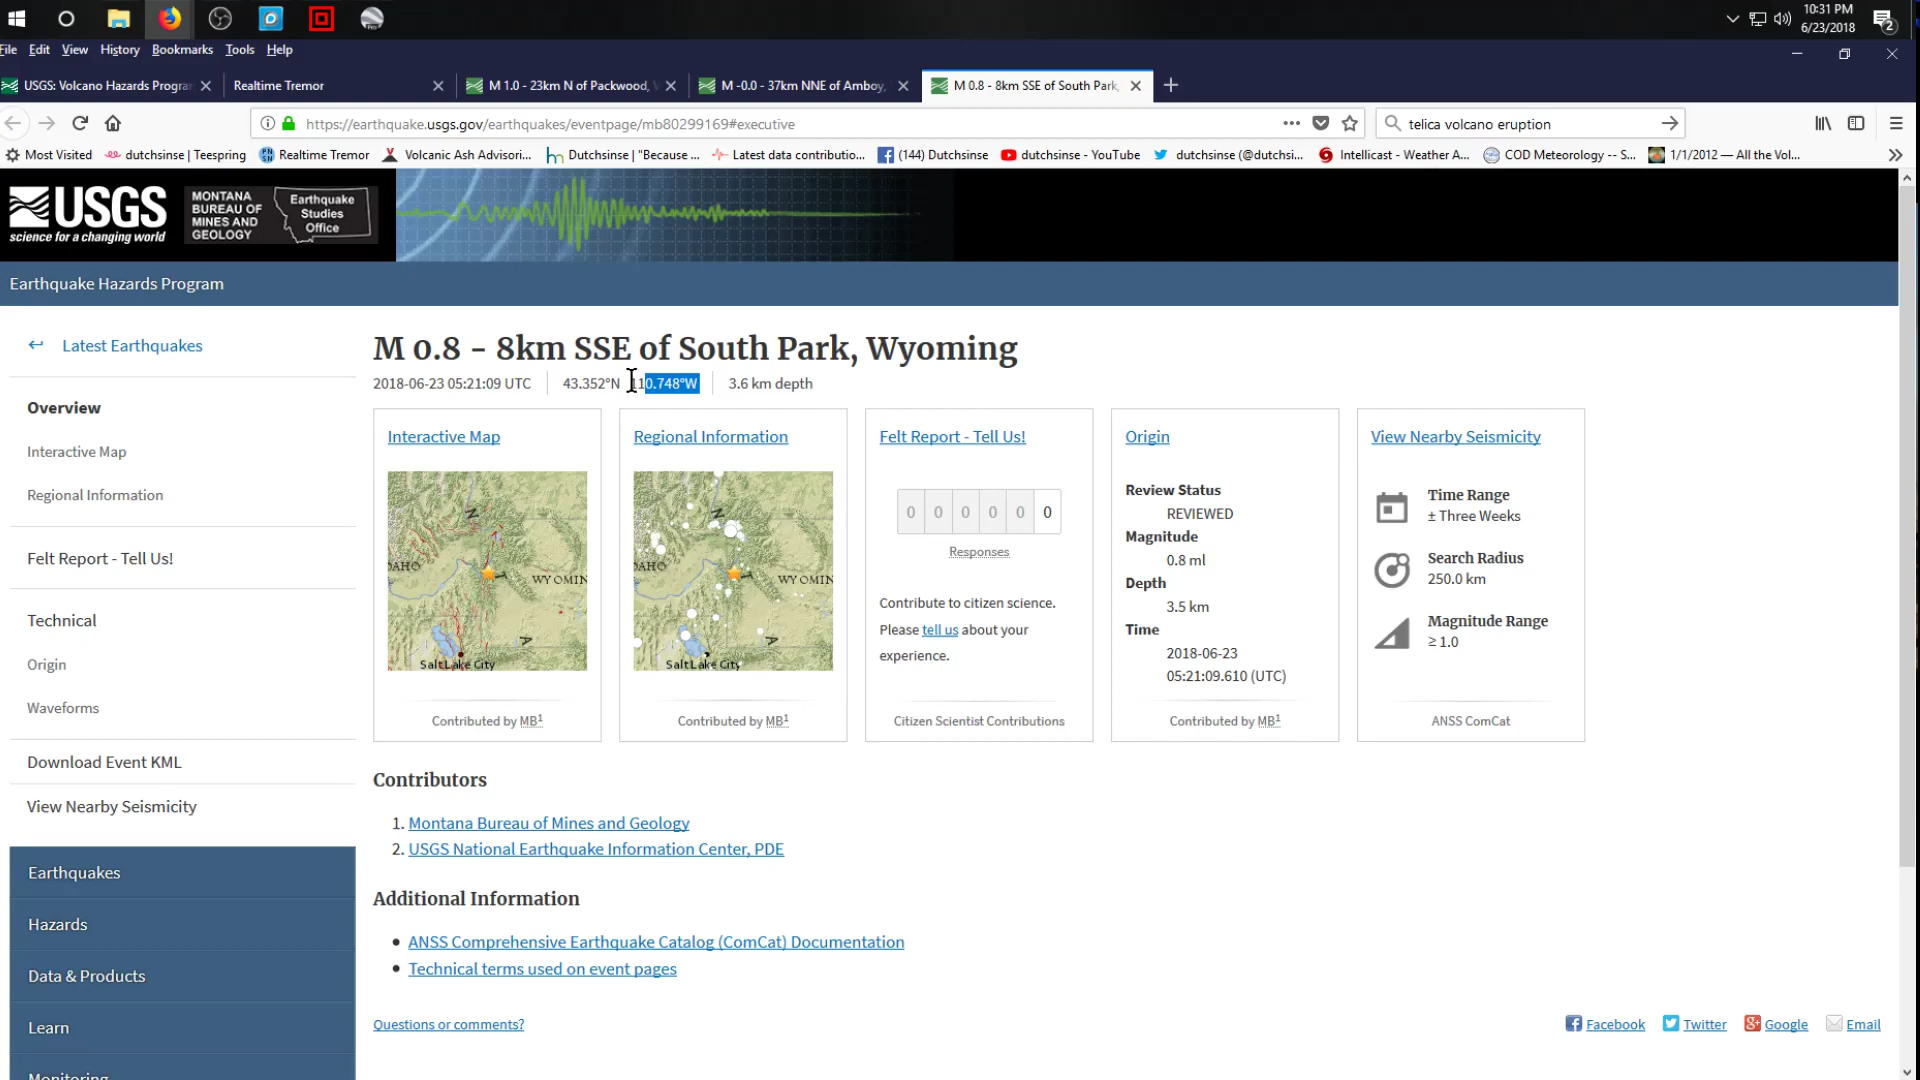 10:31 PM
6/23/2018
2
File Edit View History Bookmarks Tools Help
USGS: Volcano Hazards Progra
Realtime Tremor
M 1.0 - 23km N of Packwood,
M -0.0 - 37km NNE of Amboy,
M 0.8 - 8km SSE of South Park,
https://earthquake.usgs.gov/earthquakes/eventpage/mb80299169#executive
telica volcano eruption
Most Visited
dutchsinse | Teespring
Realtime Tremor
Volcanic Ash Advisori...
Dutchsinse | "Because ...
Latest data contributio...
(144) Dutchsinse
dutchsinse - YouTube
dutchsinse (@dutchsi...
Intellicast - Weather A...
COD Meteorology -- S...
1/1/2012 — All the Vol...
USGS
science for a changing world
MONTANA
BUREAU OF
MINES AND
GEOLOGY
Earthquake
Studies
Office
Earthquake Hazards Program
Latest Earthquakes
Overview
Interactive Map
Regional Information
Felt Report - Tell Us!
Technical
Origin
Waveforms
Download Event KML
View Nearby Seismicity
Earthquakes
Hazards
Data & Products
Learn
Monitoring
M 0.8 - 8km SSE of South Park, Wyoming
2018-06-23 05:21:09 UTC
43.352°N 110.748°W
3.6 km depth
Interactive Map
DAHO
WYOMIN
Salt Lake City
Contributed by MB1
Regional Information
DAHO
WYOMIN
Salt Lake City
Contributed by MB1
Felt Report - Tell Us!
0 0 0 0 0 0
Responses
Contribute to citizen science.
Please tell us about your
experience.
Citizen Scientist Contributions
Origin
Review Status
REVIEWED
Magnitude
0.8 ml
Depth
3.5 km
Time
2018-06-23
05:21:09.610 (UTC)
Contributed by MB1
View Nearby Seismicity
Time Range
± Three Weeks
Search Radius
250.0 km
Magnitude Range
≥ 1.0
ANSS ComCat
Contributors
1. Montana Bureau of Mines and Geology
2. USGS National Earthquake Information Center, PDE
Additional Information
ANSS Comprehensive Earthquake Catalog (ComCat) Documentation
Technical terms used on event pages
Questions or comments?
Facebook Twitter Google Email